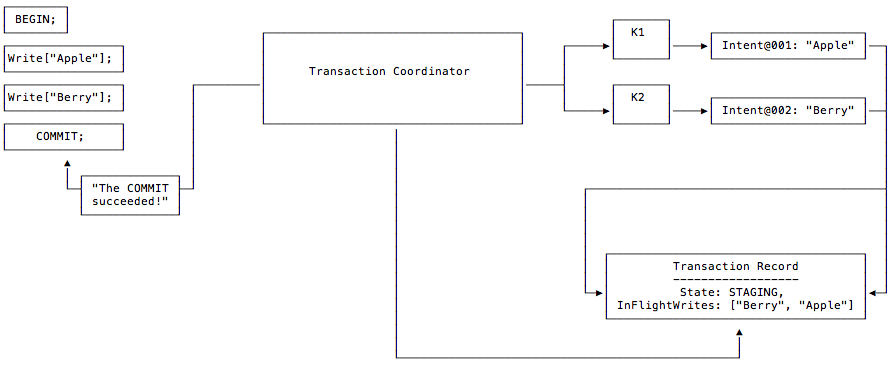 BEGIN;
Write["Apple"];
Write["Berry"];
COMMIT;
"The COMMIT
succeeded!"
Transaction Coordinator
K1
Intent@001: "Apple"
K2
Intent@002: "Berry"
Transaction Record
------------------
State: STAGING,
InFlightWrites: ["Berry", "Apple"]